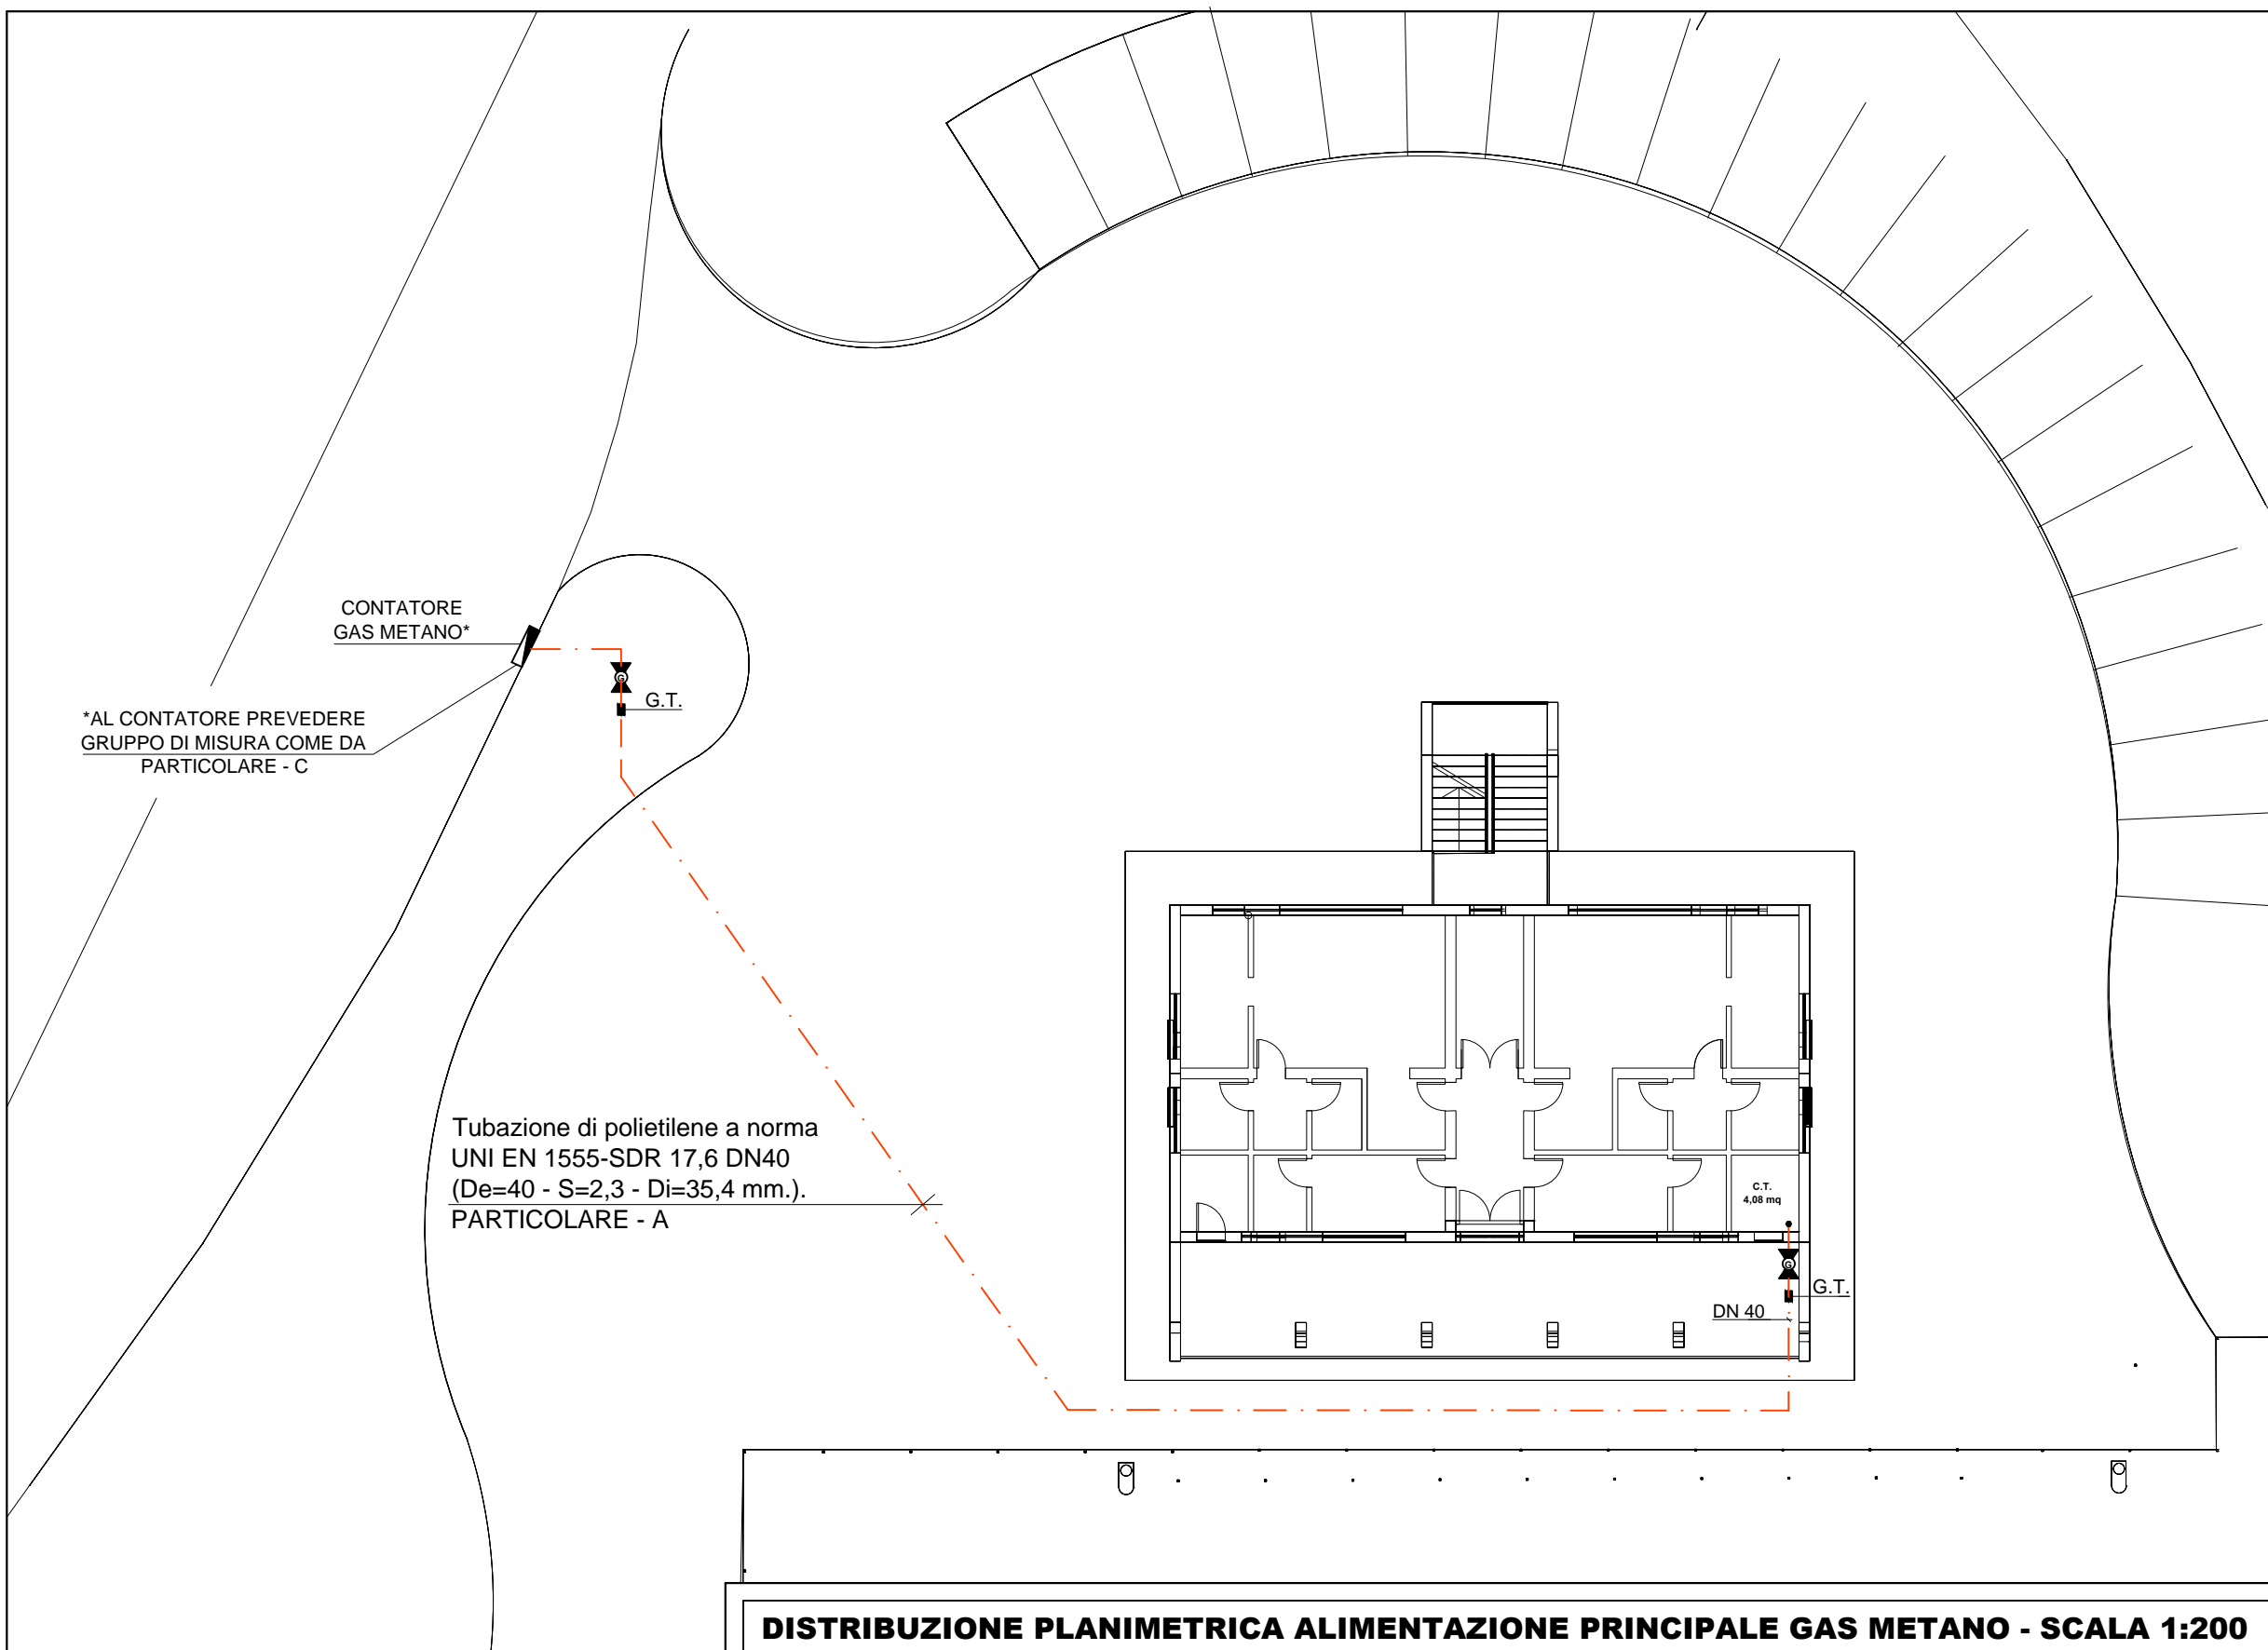 CONTATORE
GAS METANO*
G
G.T.
*AL CONTATORE PREVEDERE
GRUPPO DI MISURA COME DA
PARTICOLARE - C
Tubazione di polietilene a norma
UNI EN 1555-SDR 17,6 DN40
(De=40 - S=2,3 - Di=35,4 mm.).
PARTICOLARE - A
C.T.
4,08 mq
G
G.T.
DN 40
DISTRIBUZIONE PLANIMETRICA ALIMENTAZIONE PRINCIPALE GAS METANO - SCALA 1:200